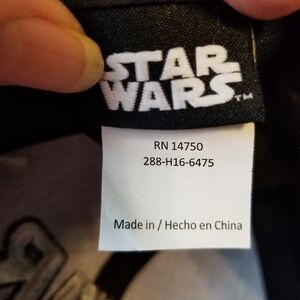 STAR
WARS™
RN 14750
288-H16-6475
Made in / Hecho en China